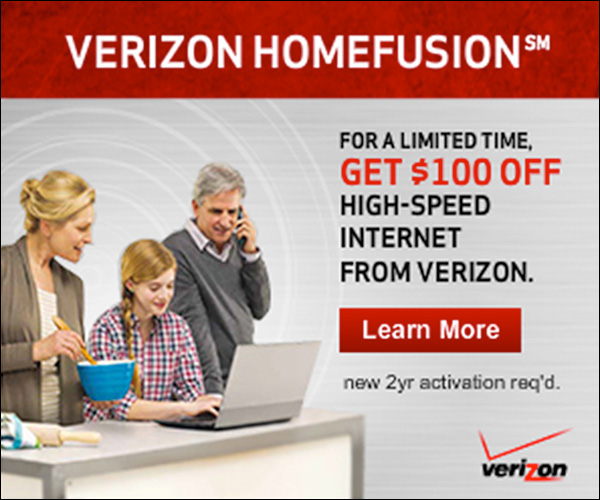 VERIZON HOMEFUSION℠
FOR A LIMITED TIME,
GET $100 OFF
HIGH-SPEED
INTERNET
FROM VERIZON.
Learn More
new 2yr activation req'd.
verizon